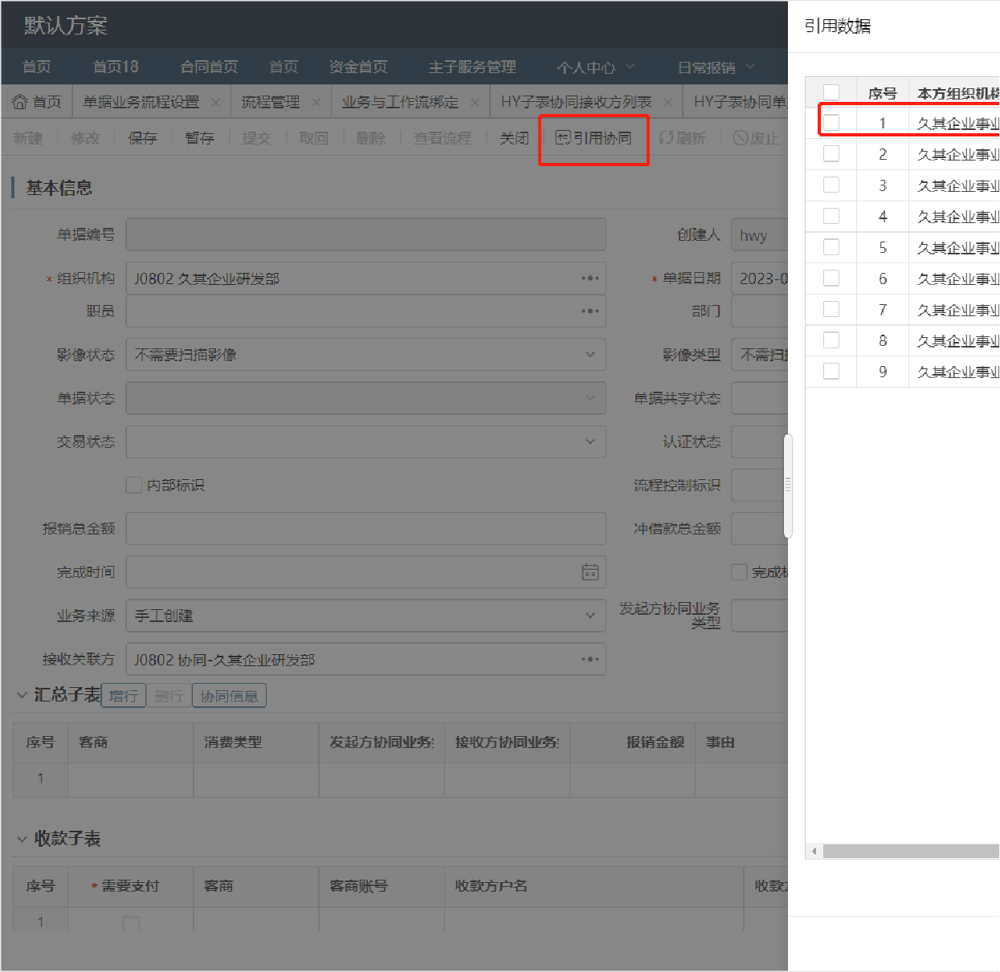 默认方案
首页 首页18 合同首页 首页 资金首页 主子服务管理 个人中心 日常报销
首页 单据业务流程设置 流程管理 业务与工作流绑定 HY子表协同接收方列表 HY子表协同单
新建 修改 保存 暂存 提交 取回 删除 查看流程 关闭 引用协同 刷新 废止
基本信息
单据编号 创建人 hwy
* 组织机构 J0802 久其企业研发部 * 单据日期 2023-0
职员 部门
影像状态 不需要扫描影像 影像类型 不需扫
单据状态 单据共享状态
交易状态 认证状态
内部标识 流程控制标识
报销总金额 冲借款总金额
完成时间 完成
业务来源 手工创建 发起方协同业务
类型
接收关联方 J0802 协同-久其企业研发部
汇总子表 增行 删行 协同信息
序号 客商 消费类型 发起方协同业务 接收方协同业务 报销金额 事由
1
收款子表
序号 * 需要支付 客商 客商账号 收款方户名 收款
1
引用数据
序号 本方组织机构
1 久其企业事业
2 久其企业事业
3 久其企业事业
4 久其企业事业
5 久其企业事业
6 久其企业事业
7 久其企业事业
8 久其企业事业
9 久其企业事业